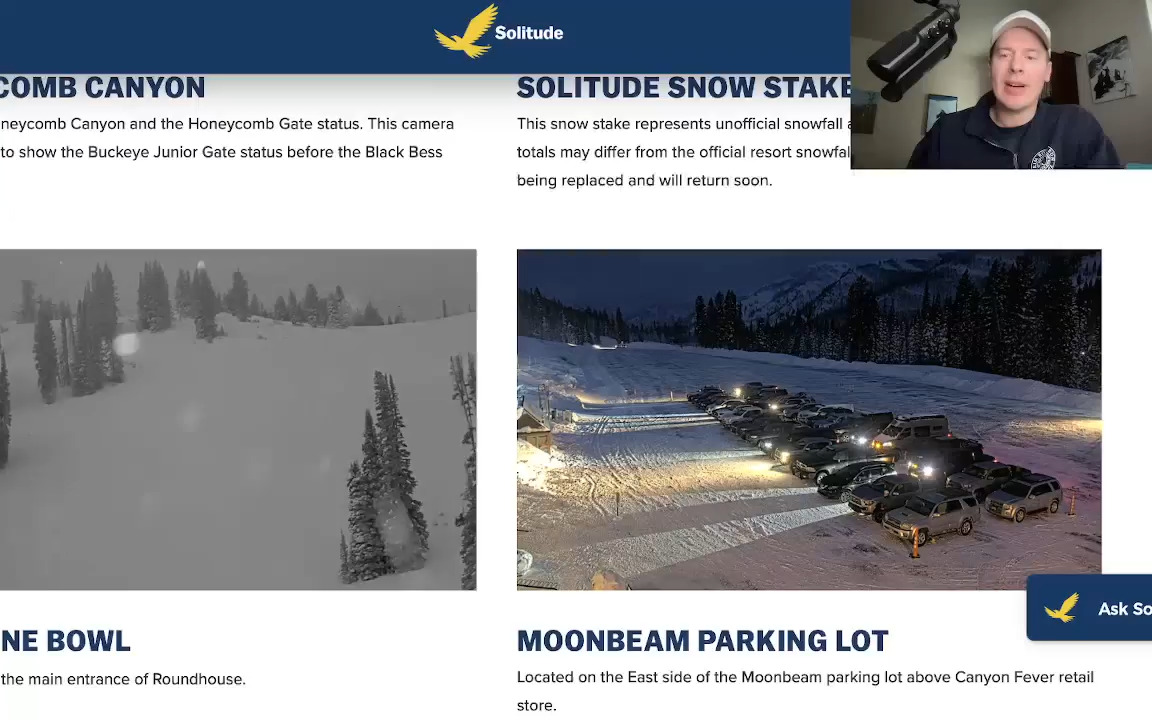 Solitude
COMB CANYON
neycomb Canyon and the Honeycomb Gate status. This camera
to show the Buckeye Junior Gate status before the Black Bess
SOLITUDE SNOW STAKE
This snow stake represents unofficial snowfall
totals may differ from the official resort snowfal
being replaced and will return soon.
NE BOWL
the main entrance of Roundhouse.
MOONBEAM PARKING LOT
Located on the East side of the Moonbeam parking lot above Canyon Fever retail
store.
Ask So